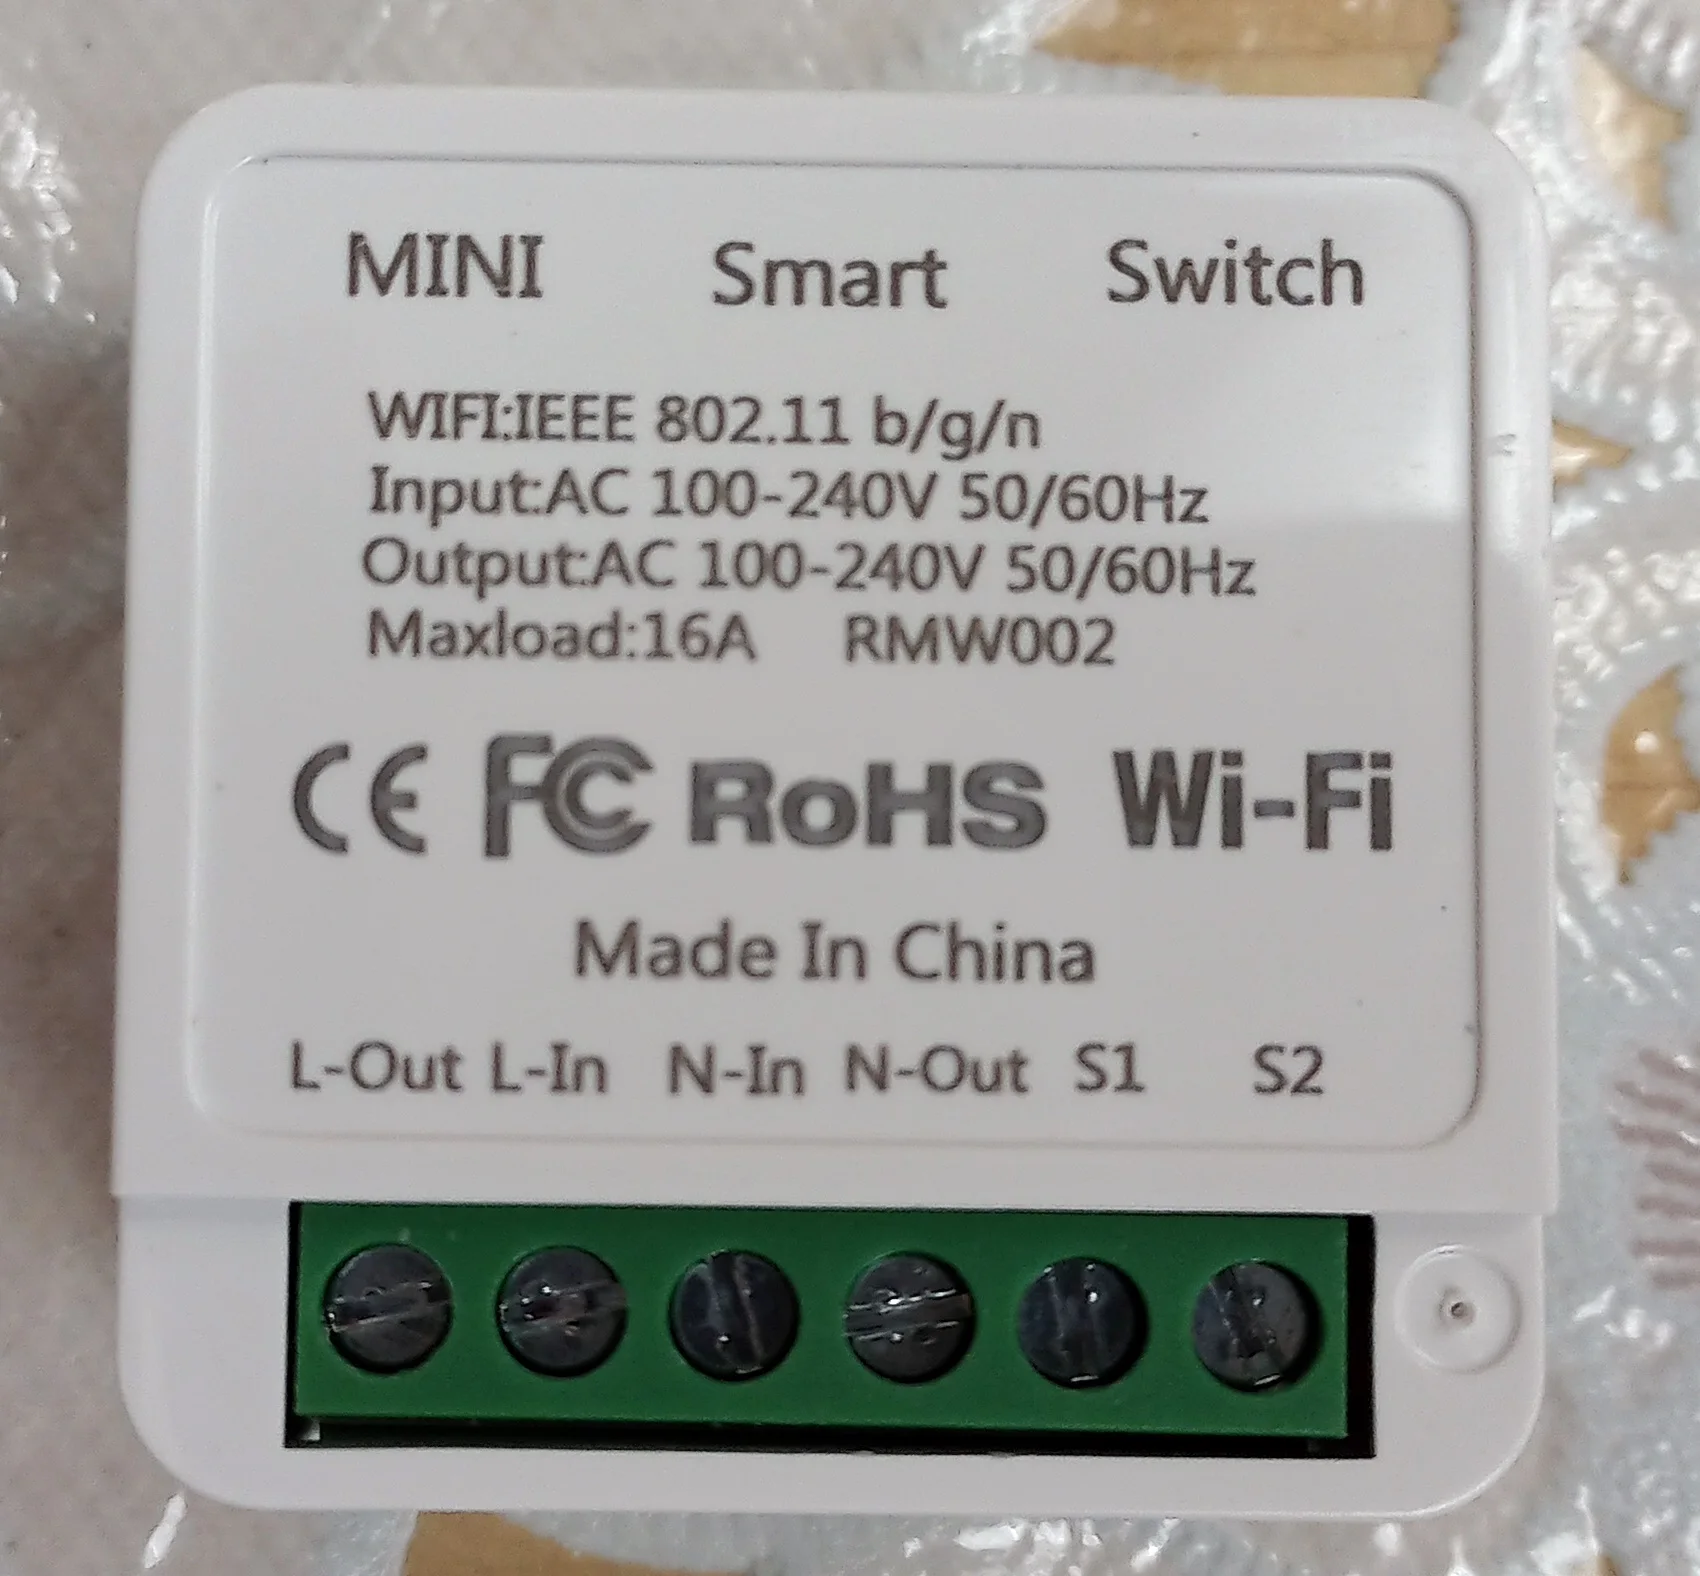 MINI Smart Switch
WIFI:IEEE 802.11 b/g/n
Input:AC 100-240V 50/60Hz
Output:AC 100-240V 50/60Hz
Maxload:16A RMW002
CE FC RoHS Wi-Fi
Made In China
L-Out L-In N-In N-Out S1 S2